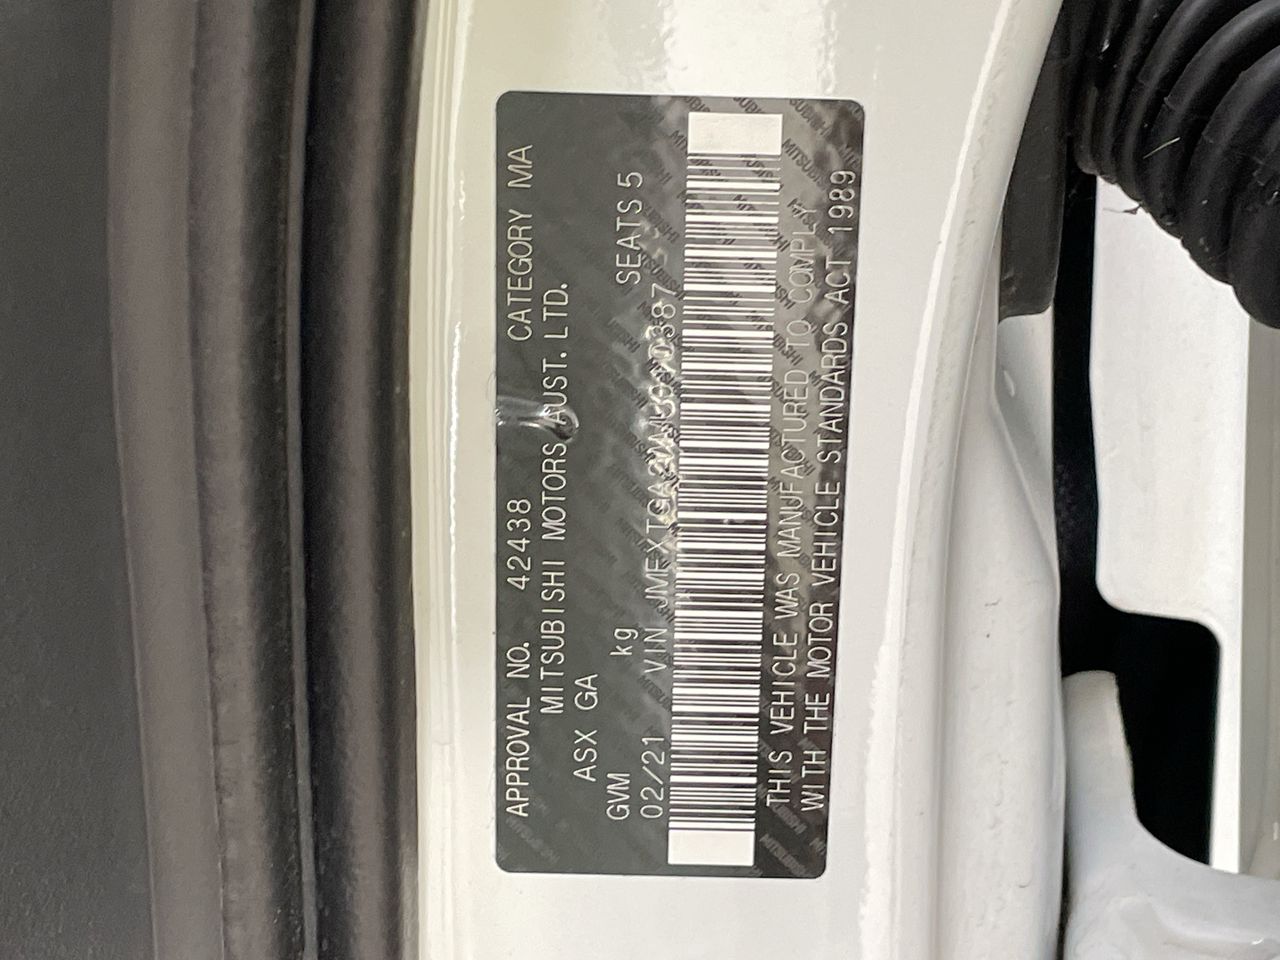 APPROVAL NO. 42438 CATEGORY MA
MITSUBISHI MOTORS AUST. LTD.
ASX GA
GVM kg SEATS 5
02/21 VIN
THIS VEHICLE WAS MANUFACTURED TO COMPLY
WITH THE MOTOR VEHICLE STANDARDS ACT 1989